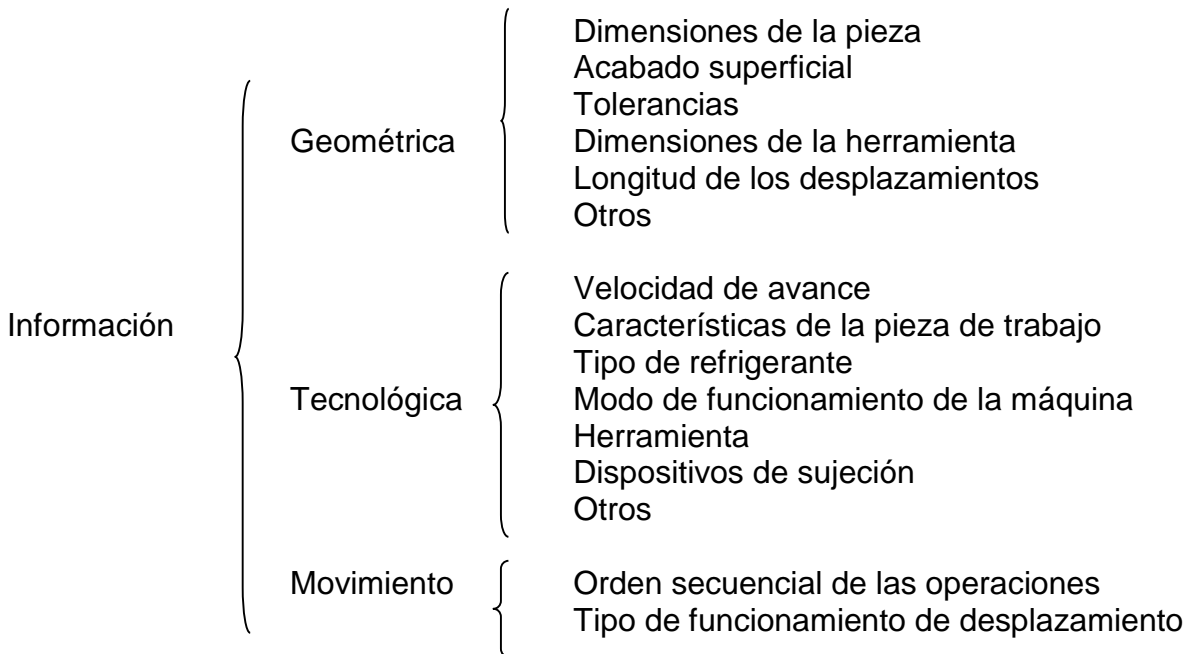 Dimensiones de la pieza
Acabado superficial
Tolerancias
Geométrica
Dimensiones de la herramienta
Longitud de los desplazamientos
Otros
Información
Velocidad de avance
Características de la pieza de trabajo
Tipo de refrigerante
Tecnológica
Modo de funcionamiento de la máquina
Herramienta
Dispositivos de sujeción
Otros
Movimiento
Orden secuencial de las operaciones
Tipo de funcionamiento de desplazamiento